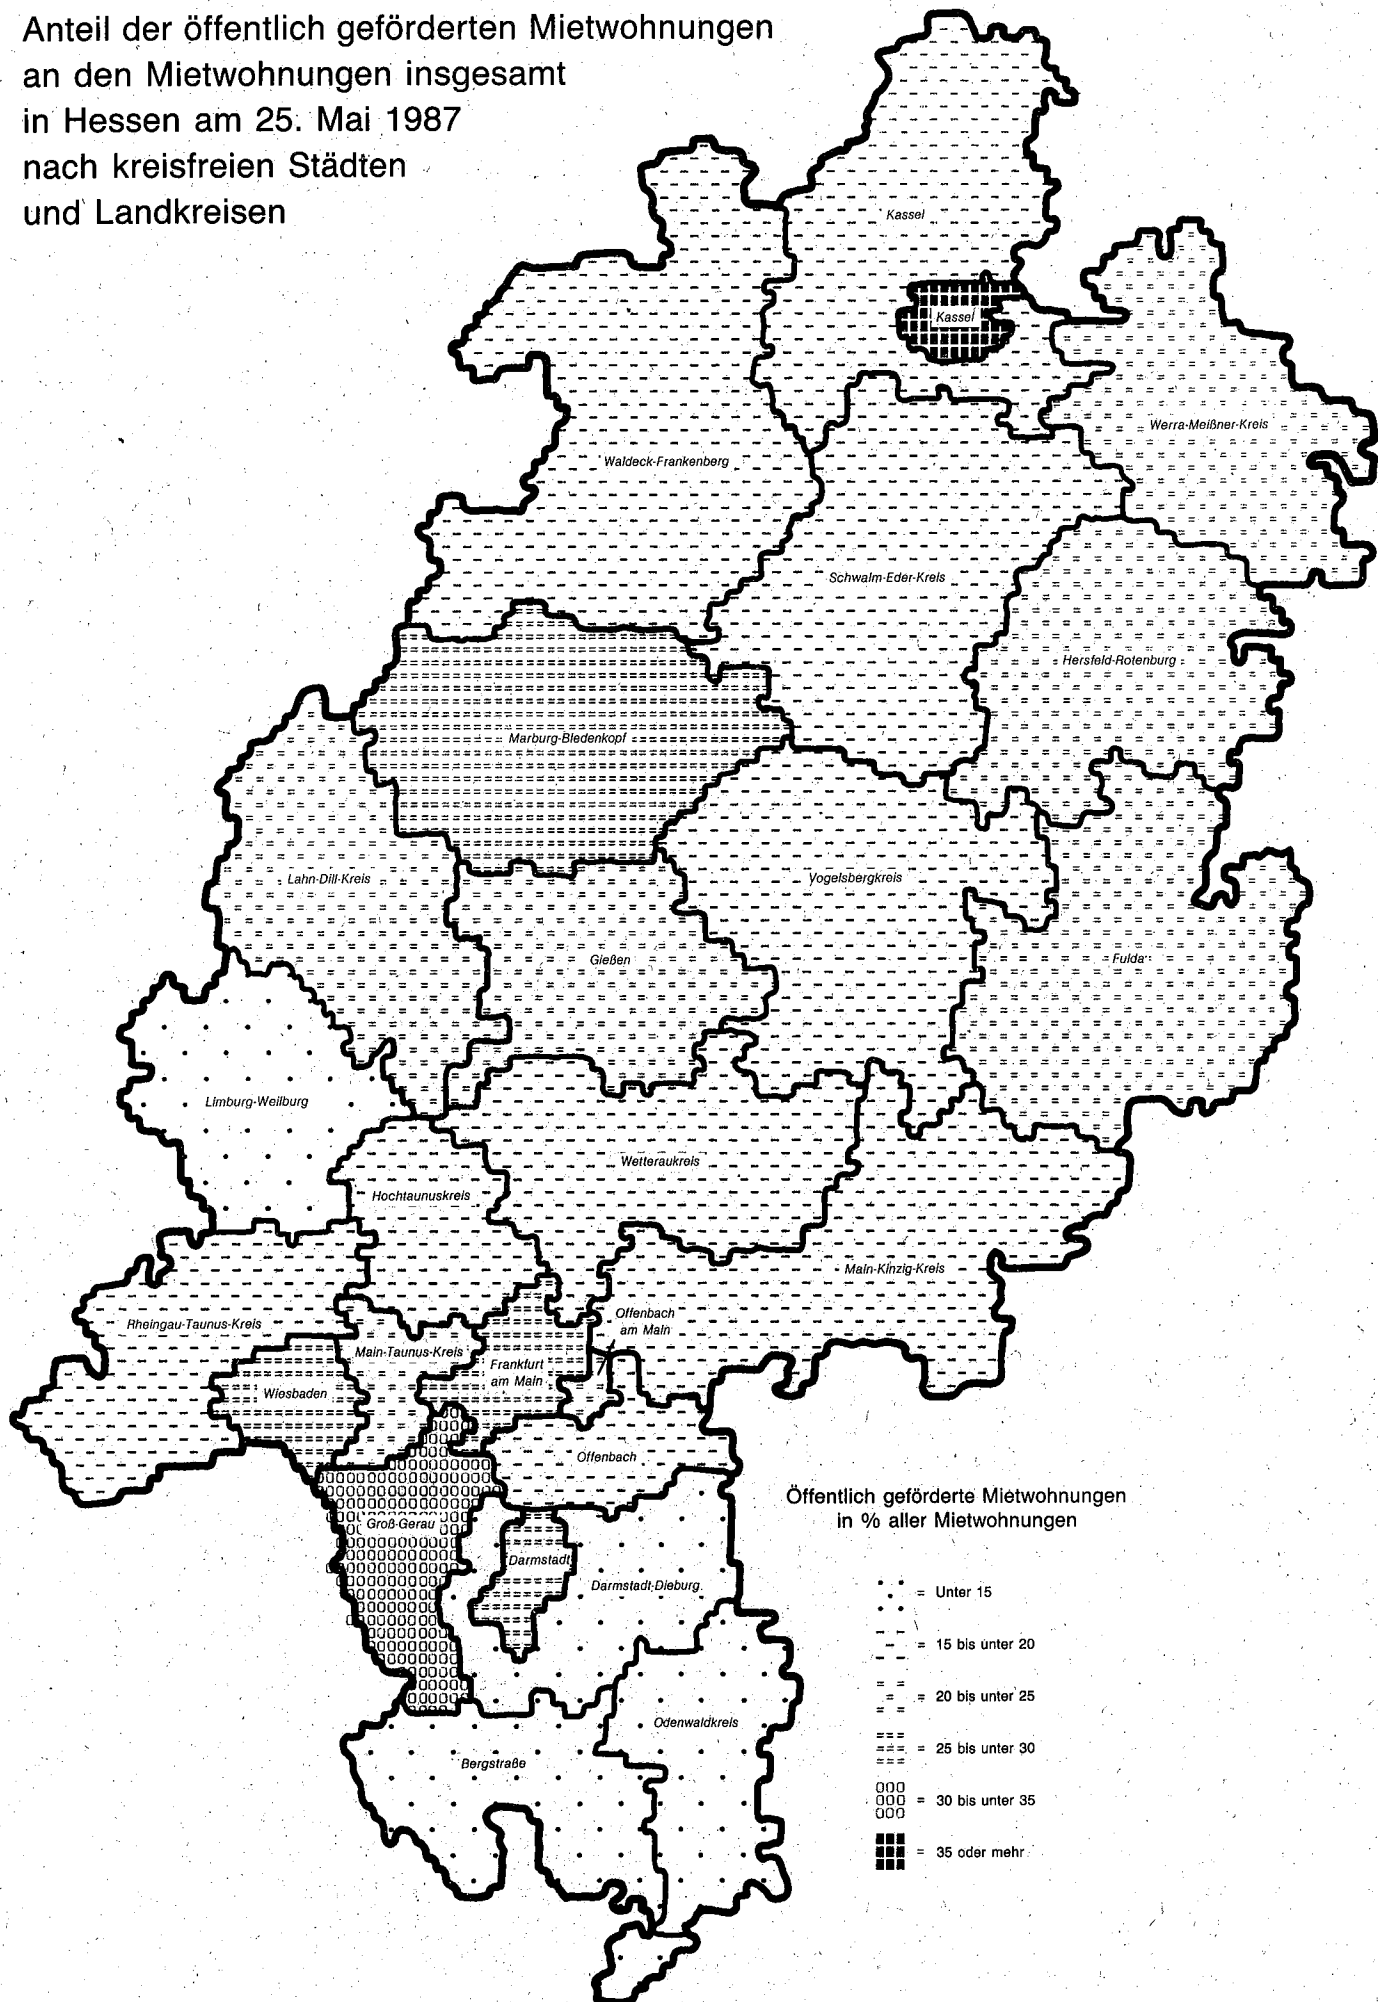 Anteil der öffentlich geförderten Mietwohnungen
an den Mietwohnungen insgesamt
in Hessen am 25. Mai 1987
nach kreisfreien Städten
und Landkreisen
Kassel
Kassel
Werra-Meißner-Kreis
Waldeck-Frankenberg
Schwalm-Eder-Kreis
Hersfeld-Rotenburg
Marburg-Biedenkopf
Lahn-Dill-Kreis
Vogelsbergkreis
Gießen
Fulda
Limburg-Weilburg
Wetteraukreis
Hochtaunuskreis
Main-Kinzig-Kreis
Offenbach
am Main
Rheingau-Taunus-Kreis
Main-Taunus-Kreis
Frankfurt
am Main
Wiesbaden
Offenbach
Groß-Gerau
Darmstadt
Darmstadt-Dieburg
Odenwaldkreis
Bergstraße
Öffentlich geförderte Mietwohnungen
in % aller Mietwohnungen
= Unter 15
= 15 bis unter 20
= 20 bis unter 25
= 25 bis unter 30
= 30 bis unter 35
= 35 oder mehr